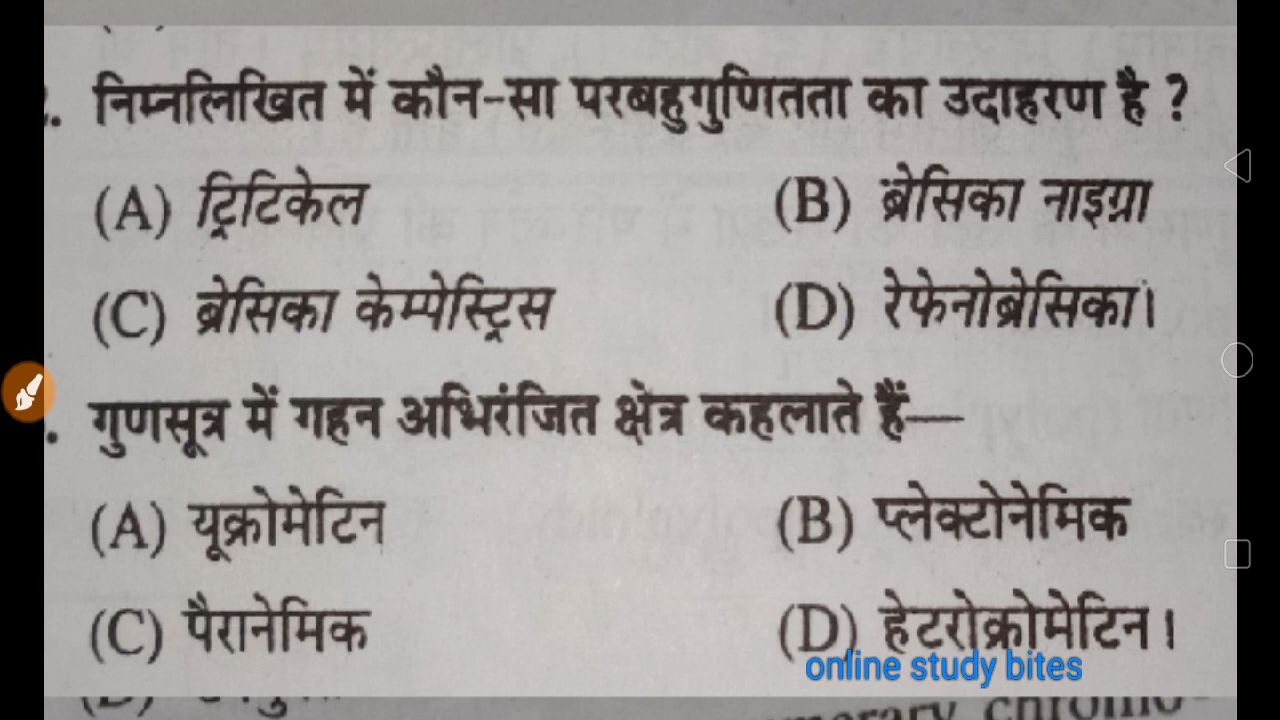 . निम्नलिखित में कौन-सा परबहुगुणितता का उदाहरण है ?
(A) ट्रिटिकेल (B) ब्रेसिका नाइग्रा
(C) ब्रेसिका केम्पेस्ट्रिस (D) रेफेनोब्रेसिका।
. गुणसूत्र में गहन अभिरंजित क्षेत्र कहलाते हैं—
(A) यूक्रोमेटिन (B) प्लेक्टोनेमिक
(C) पैरानेमिक (D) हेटरोक्रोमेटिन।
online study bites